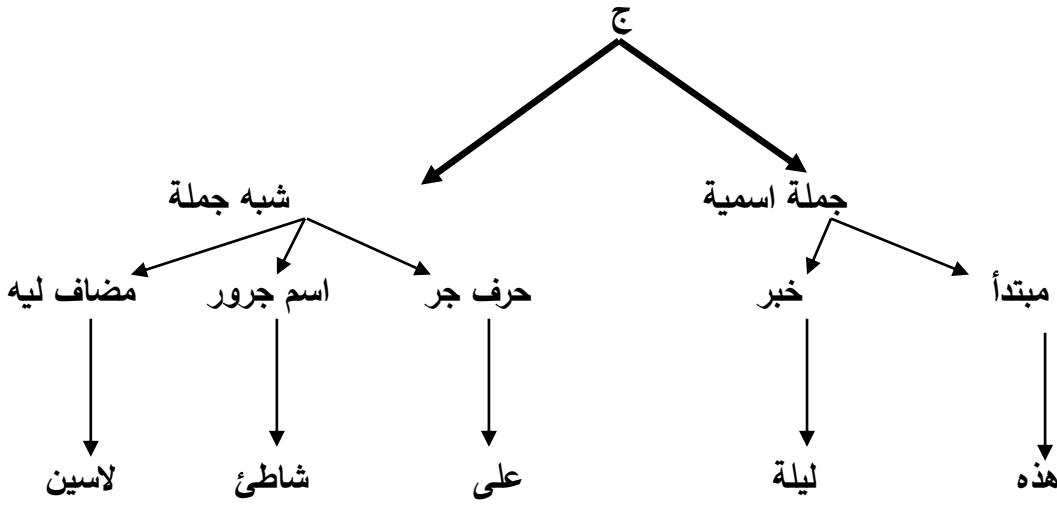 ج
جملة اسمية شبه جملة
مبتدأ خبر حرف جر اسم جرور مضاف ليه
هذه ليلة على شاطئ لاسين